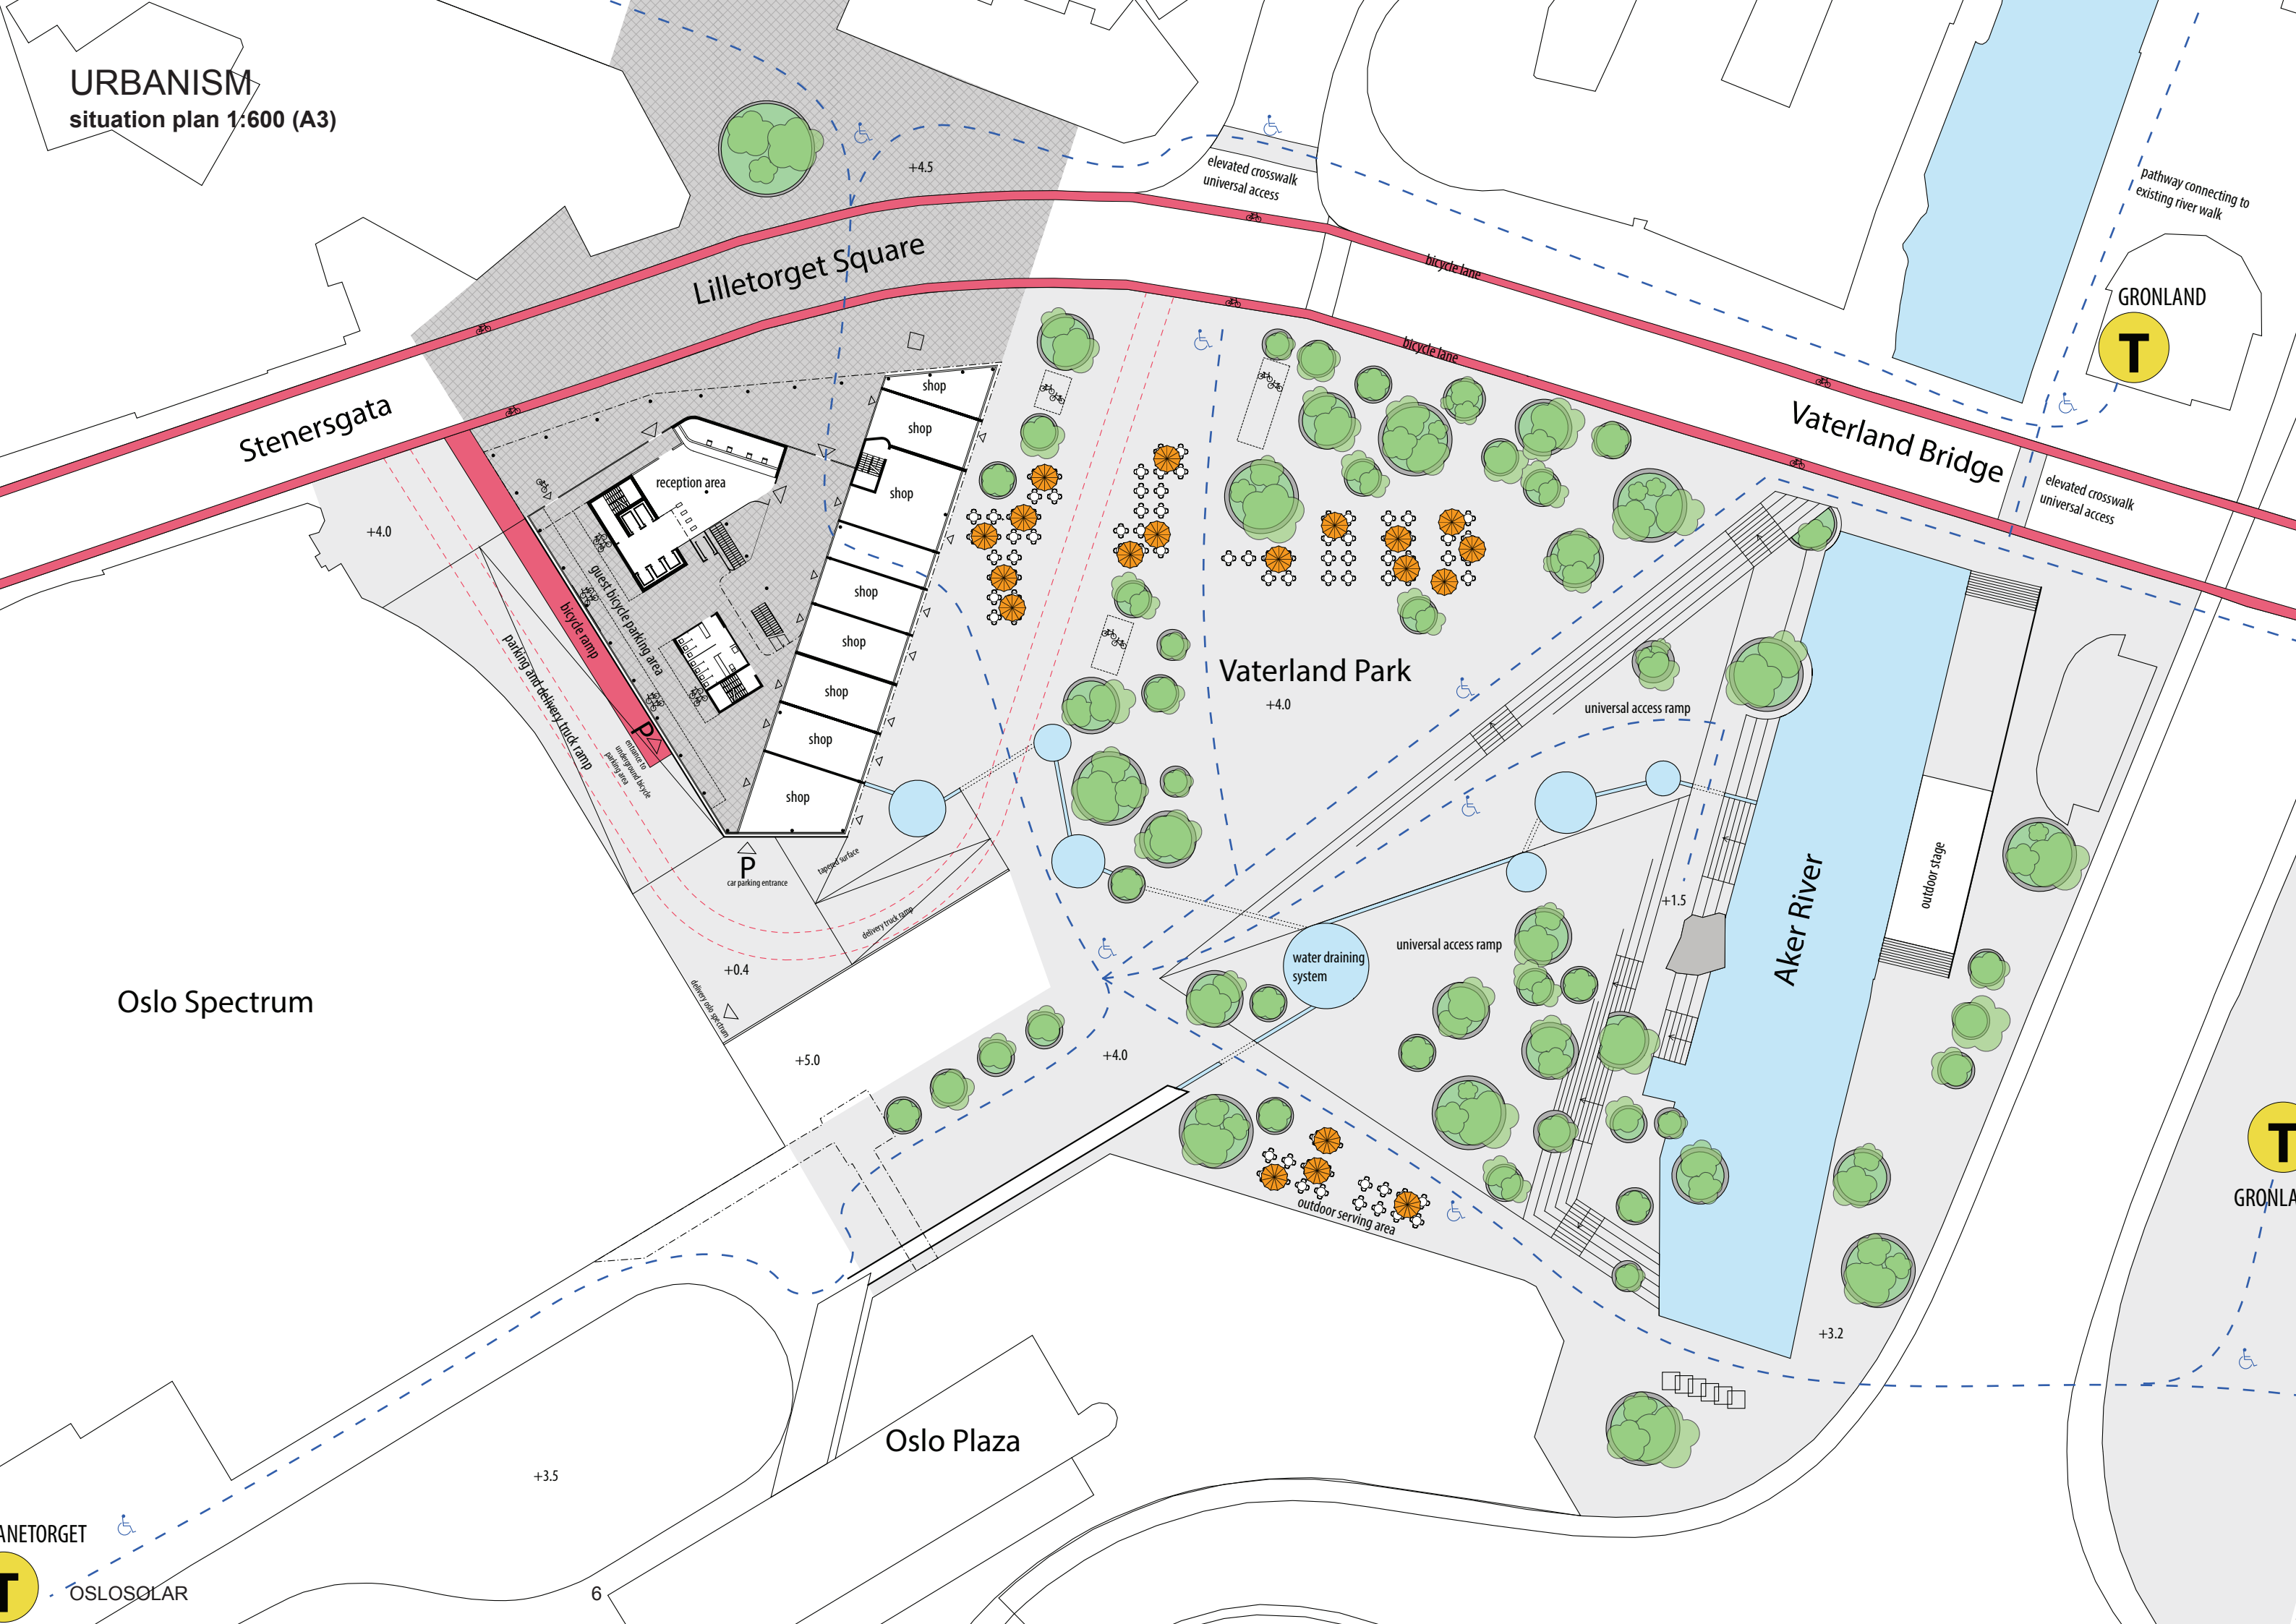 URBANISM
situation plan 1:600 (A3)
+4.5
elevated crosswalk
universal access
pathway connecting to
existing river walk
Lilletorget Square
bicycle lane
GRONLAND
T
bicycle lane
Stenersgata
Vaterland Bridge
shop
shop
reception area
shop
elevated crosswalk
universal access
+4.0
guest bicycle parking area
bicycle ramp
parking and delivery truck ramp
shop
shop
shop
shop
shop
Vaterland Park
+4.0
universal access ramp
P
entrance to
underground bicycle
parking area
P
car parking entrance
tapered surface
delivery truck ramp
outdoor stage
+1.5
Aker River
universal access ramp
water draining
system
+0.4
delivery oslo spectrum
Oslo Spectrum
+5.0
+4.0
T
GRONLA
outdoor serving area
+3.2
Oslo Plaza
+3.5
ANETORGET
T
OSLOSOLAR
6